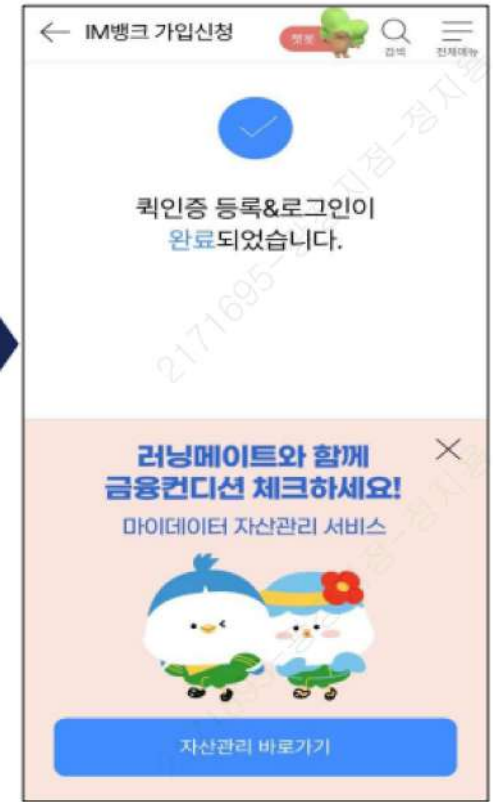 IM뱅크 가입신청
챗봇
검색
전체메뉴
퀵인증 등록&로그인이
완료되었습니다.
러닝메이트와 함께
금융컨디션 체크하세요!
마이데이터 자산관리 서비스
자산관리 바로가기